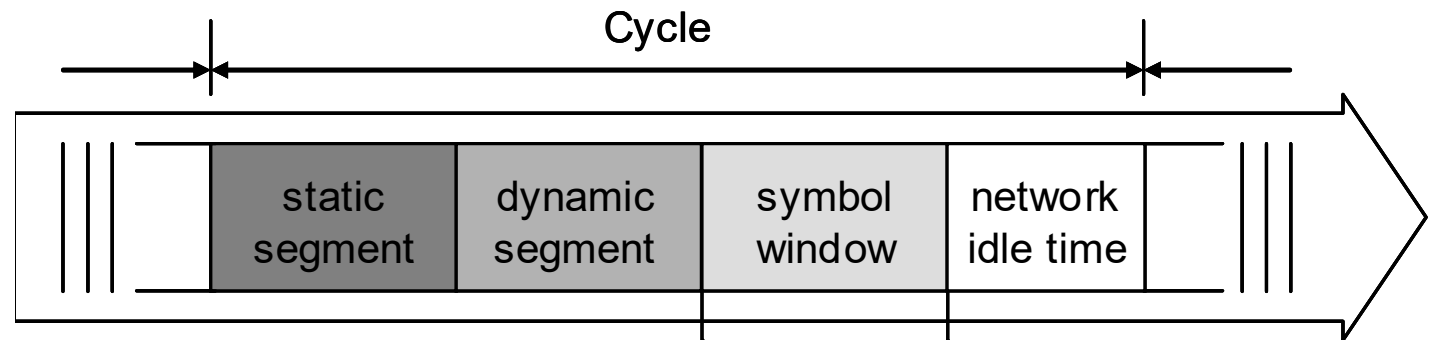 Cycle
static
segment
dynamic
segment
symbol
window
network
idle time